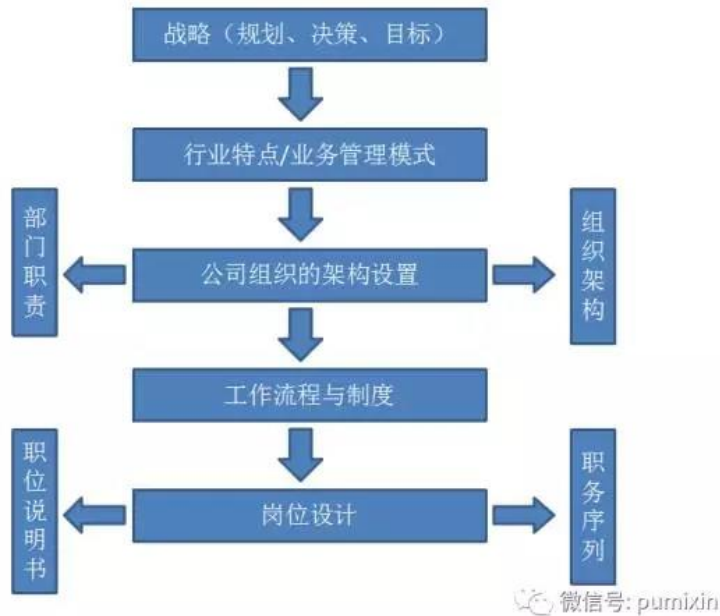 战略（规划、决策、目标）
行业特点/业务管理模式
部门职责
公司组织的架构设置
组织架构
工作流程与制度
职位说明书
岗位设计
职务序列
微信号: pumixin